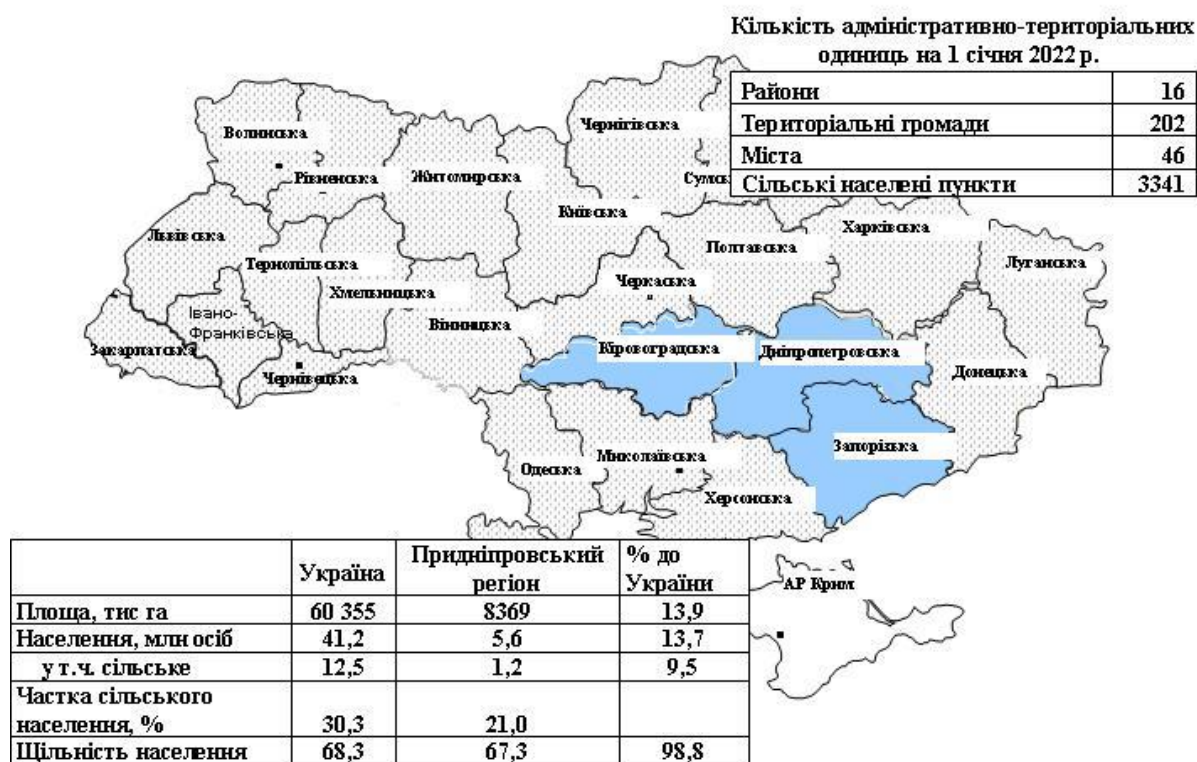 Кількість адміністративно-територіальних
одиниць на 1 січня 2022 р.
Райони 16
Територіальні громади 202
Міста 46
Сільські населені пункти 3341
Волинська
Рівненська
Житомирська
Чернігівська
Сумсь
Київська
Львівська
Тернопільська
Хмельницька
Вінницька
Черкаська
Полтавська
Харківська
Луганська
Івано-
Франківська
Закарпатська
Чернівецька
Кіровоградська
Дніпропетровська
Донецька
Запорізька
Одеська
Миколаївська
Херсонська
АР Крим
Україна Придніпровський регіон % до України
Площа, тис га 60 355 8369 13,9
Населення, млн осіб 41,2 5,6 13,7
у т.ч. сільське 12,5 1,2 9,5
Частка сільського
населення, % 30,3 21,0
Щільність населення 68,3 67,3 98,8